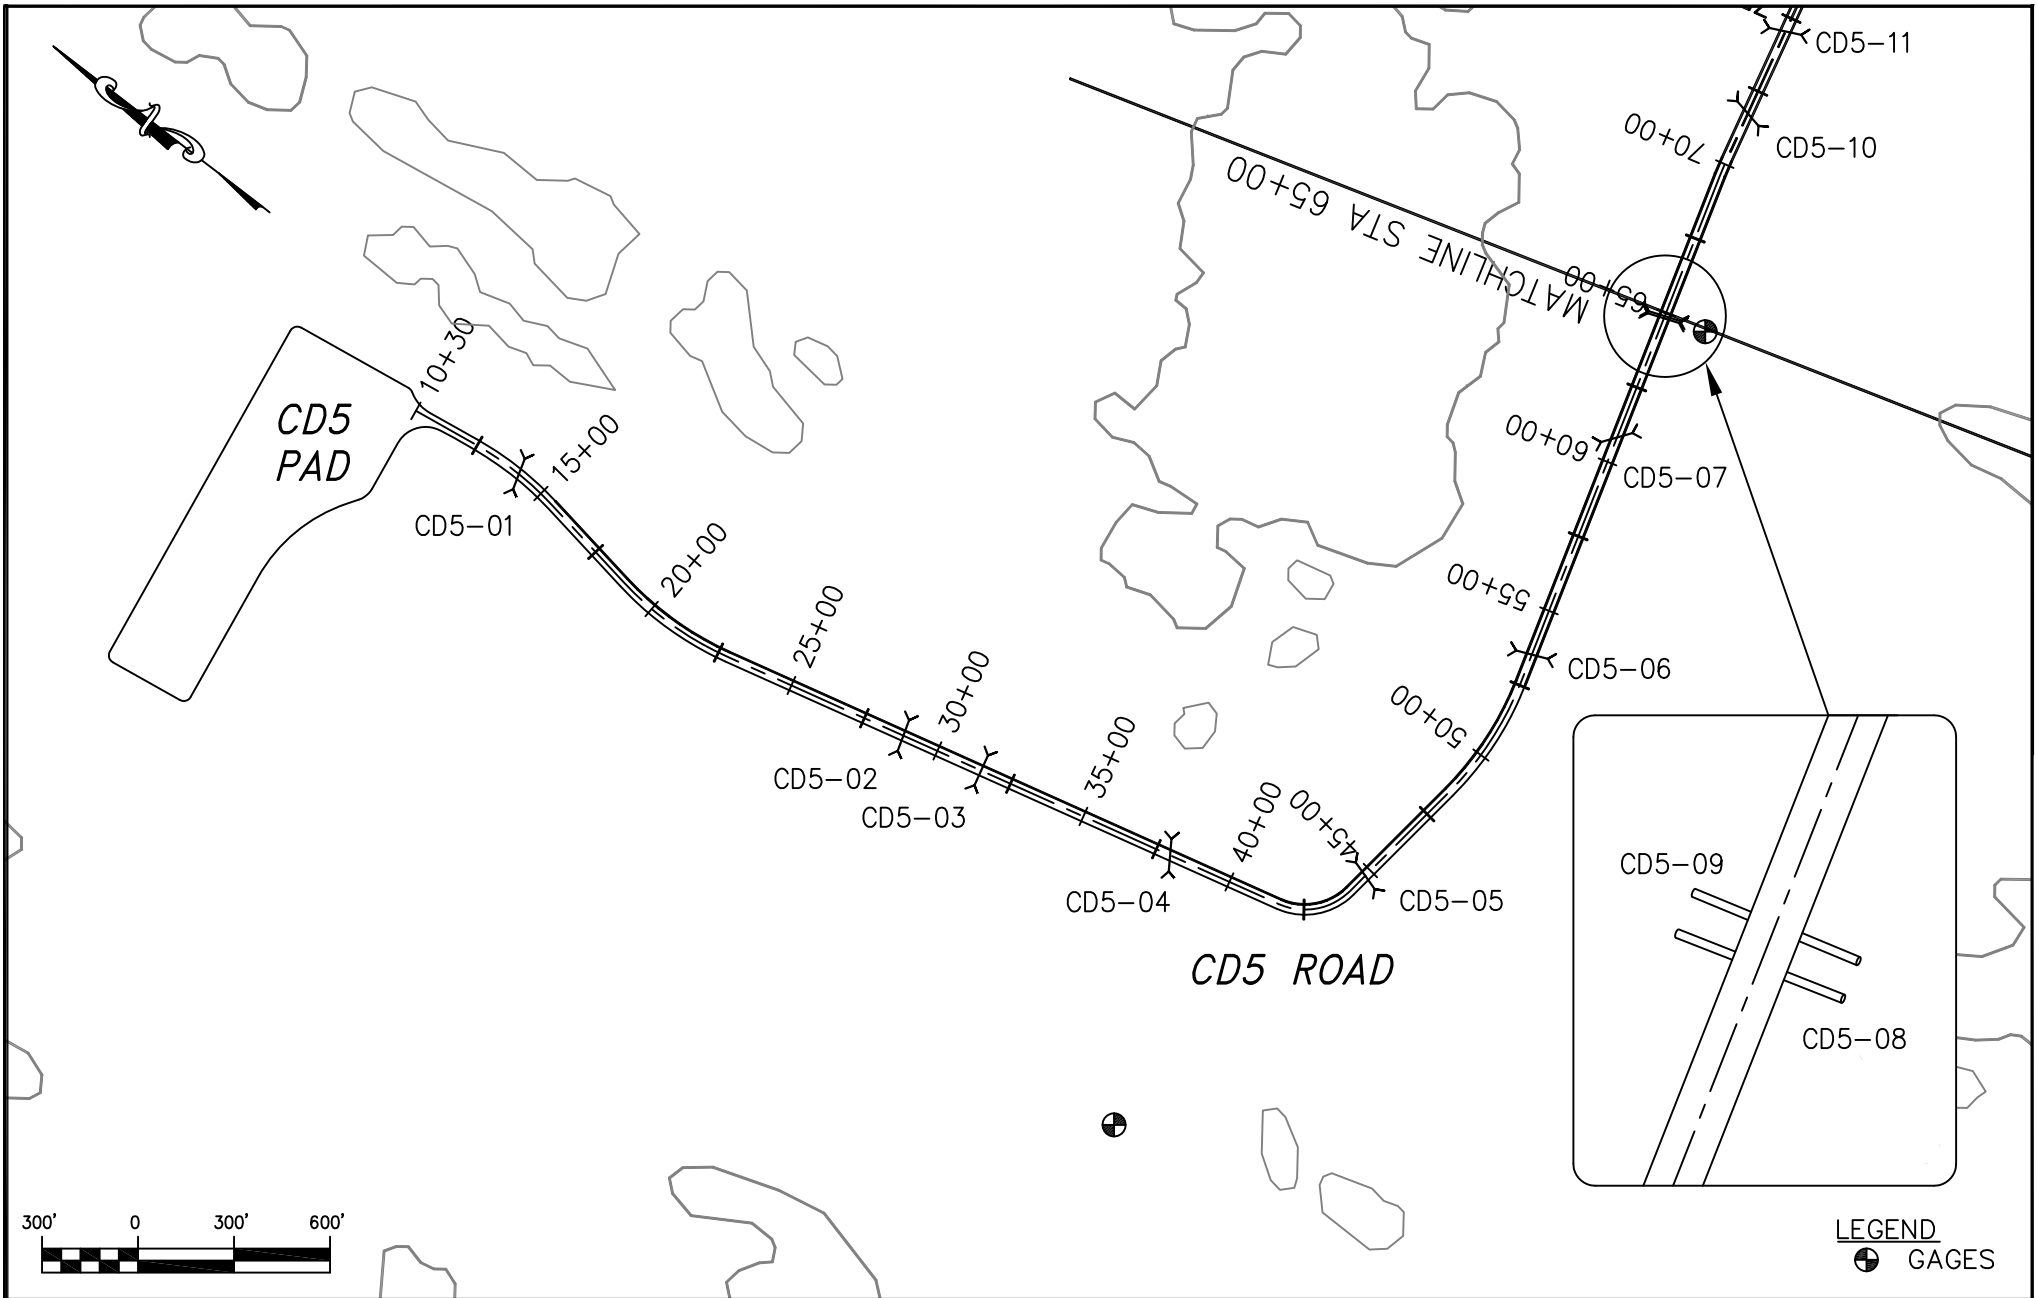 CD5-11
CD5-10
70+00
MATCHLINE STA 65+00
65+00
10+30
CD5
PAD
15+00
60+00
CD5-07
CD5-01
20+00
55+00
25+00
CD5-06
30+00
50+00
CD5-02
35+00
CD5-03
40+00
45+00
CD5-04
CD5-05
CD5 ROAD
CD5-09
CD5-08
300' 0 300' 600'
LEGEND
GAGES